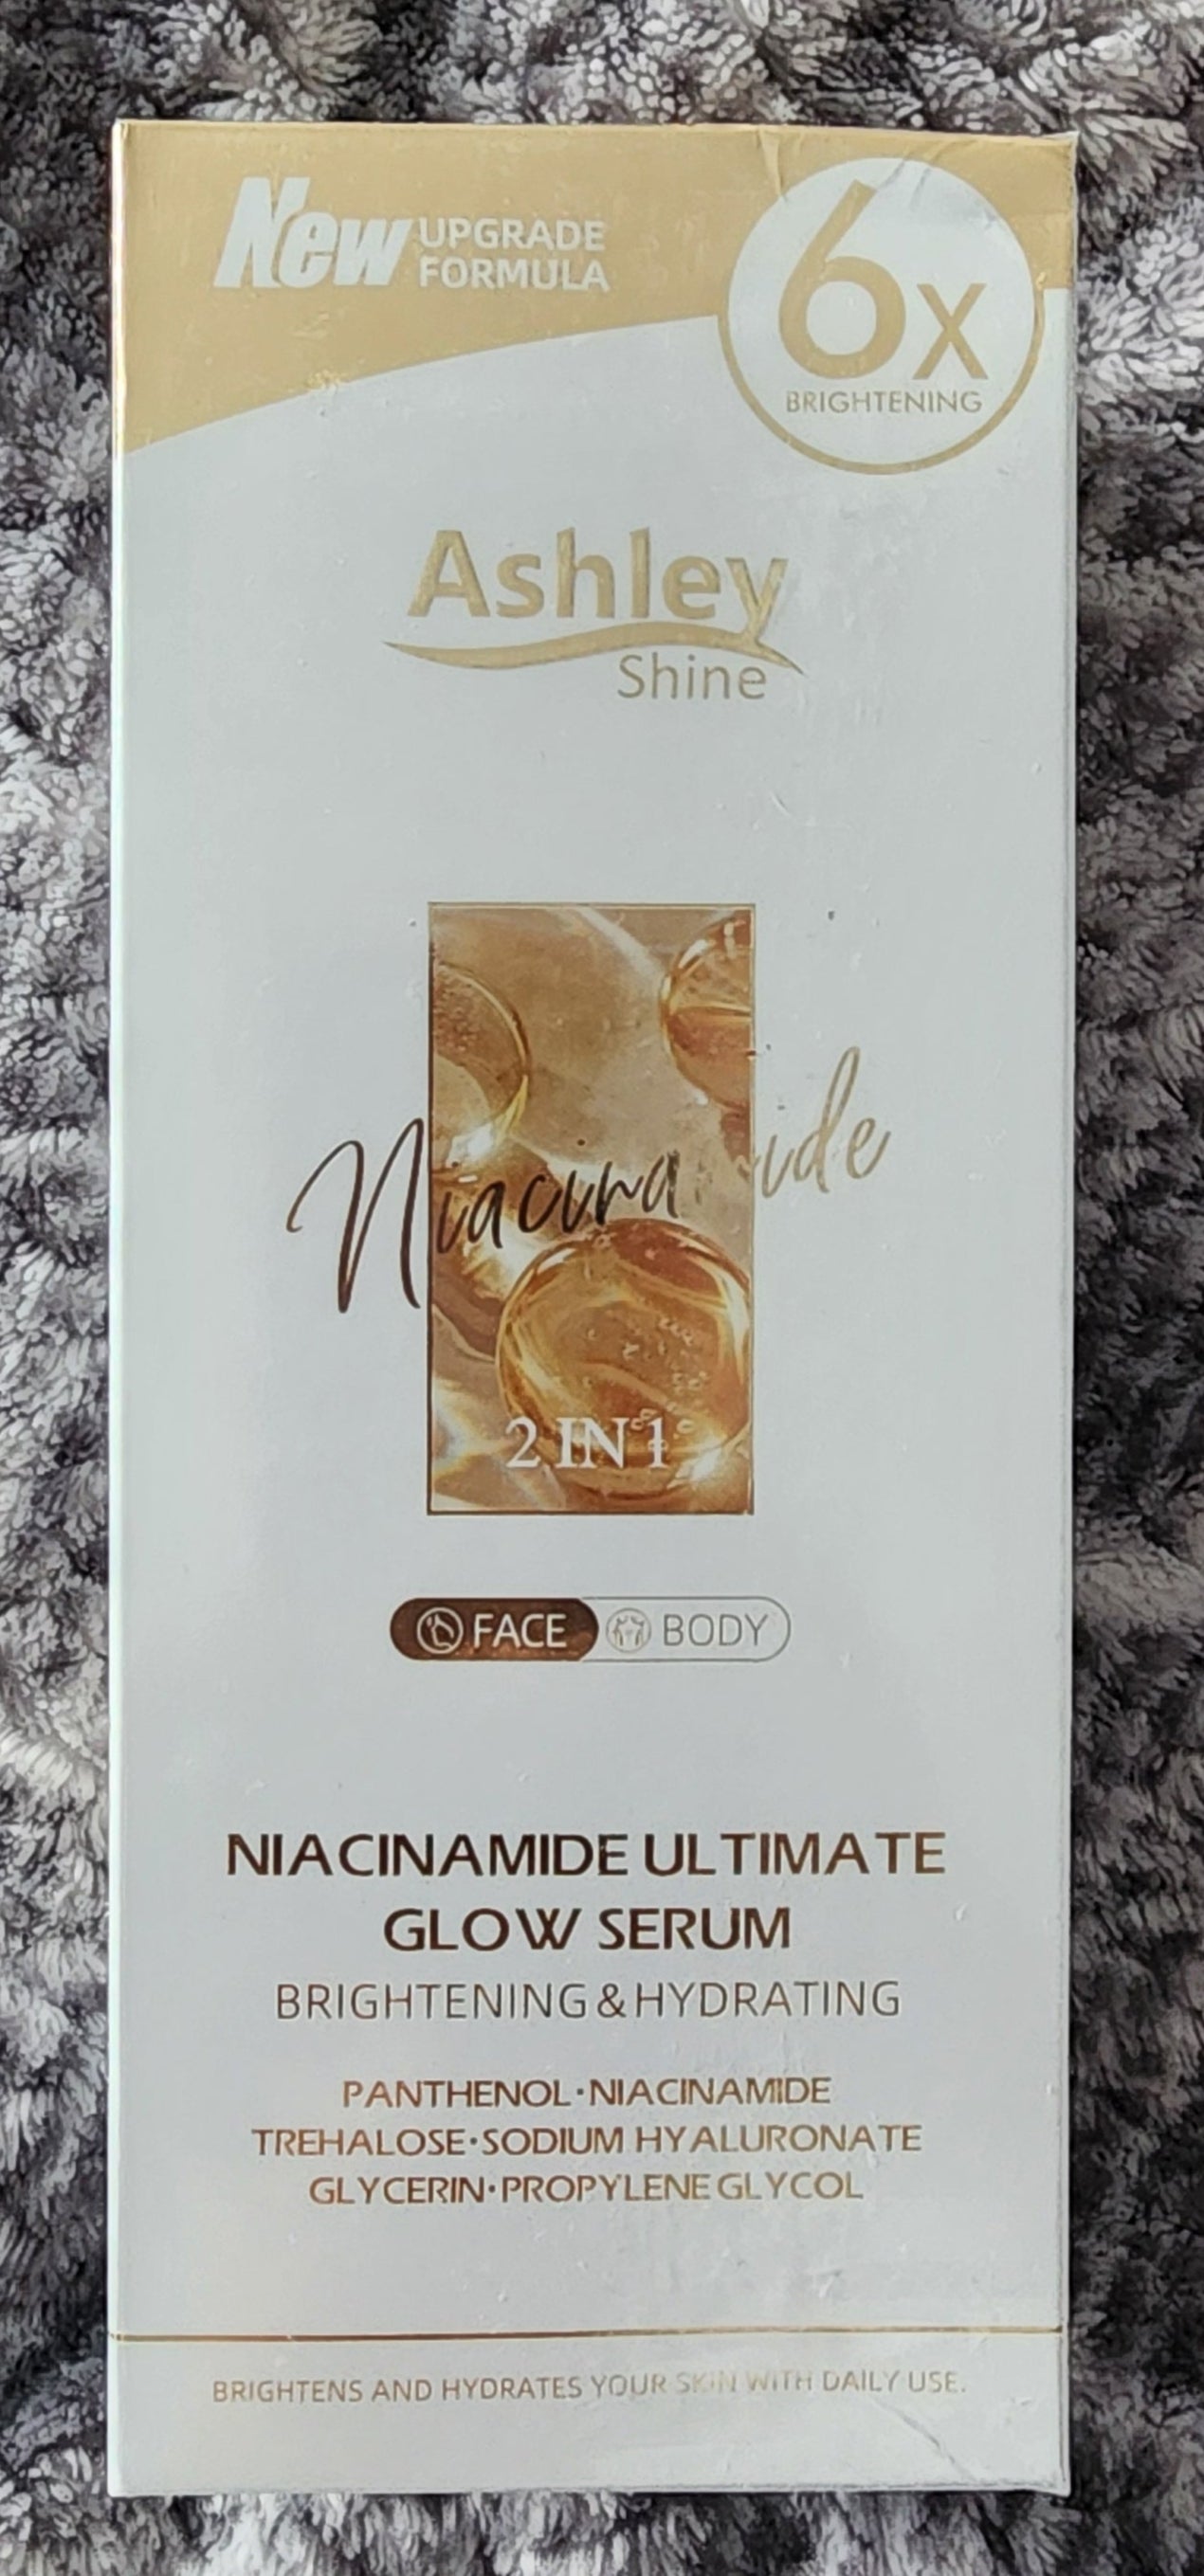 New UPGRADE
FORMULA
6x
BRIGHTENING
Ashley
Shine
Niacinamide
2 IN 1
FACE BODY
NIACINAMIDE ULTIMATE
GLOW SERUM
BRIGHTENING & HYDRATING
PANTHENOL·NIACINAMIDE
TREHALOSE·SODIUM HYALURONATE
GLYCERIN·PROPYLENE GLYCOL
BRIGHTENS AND HYDRATES YOUR SKIN WITH DAILY USE.